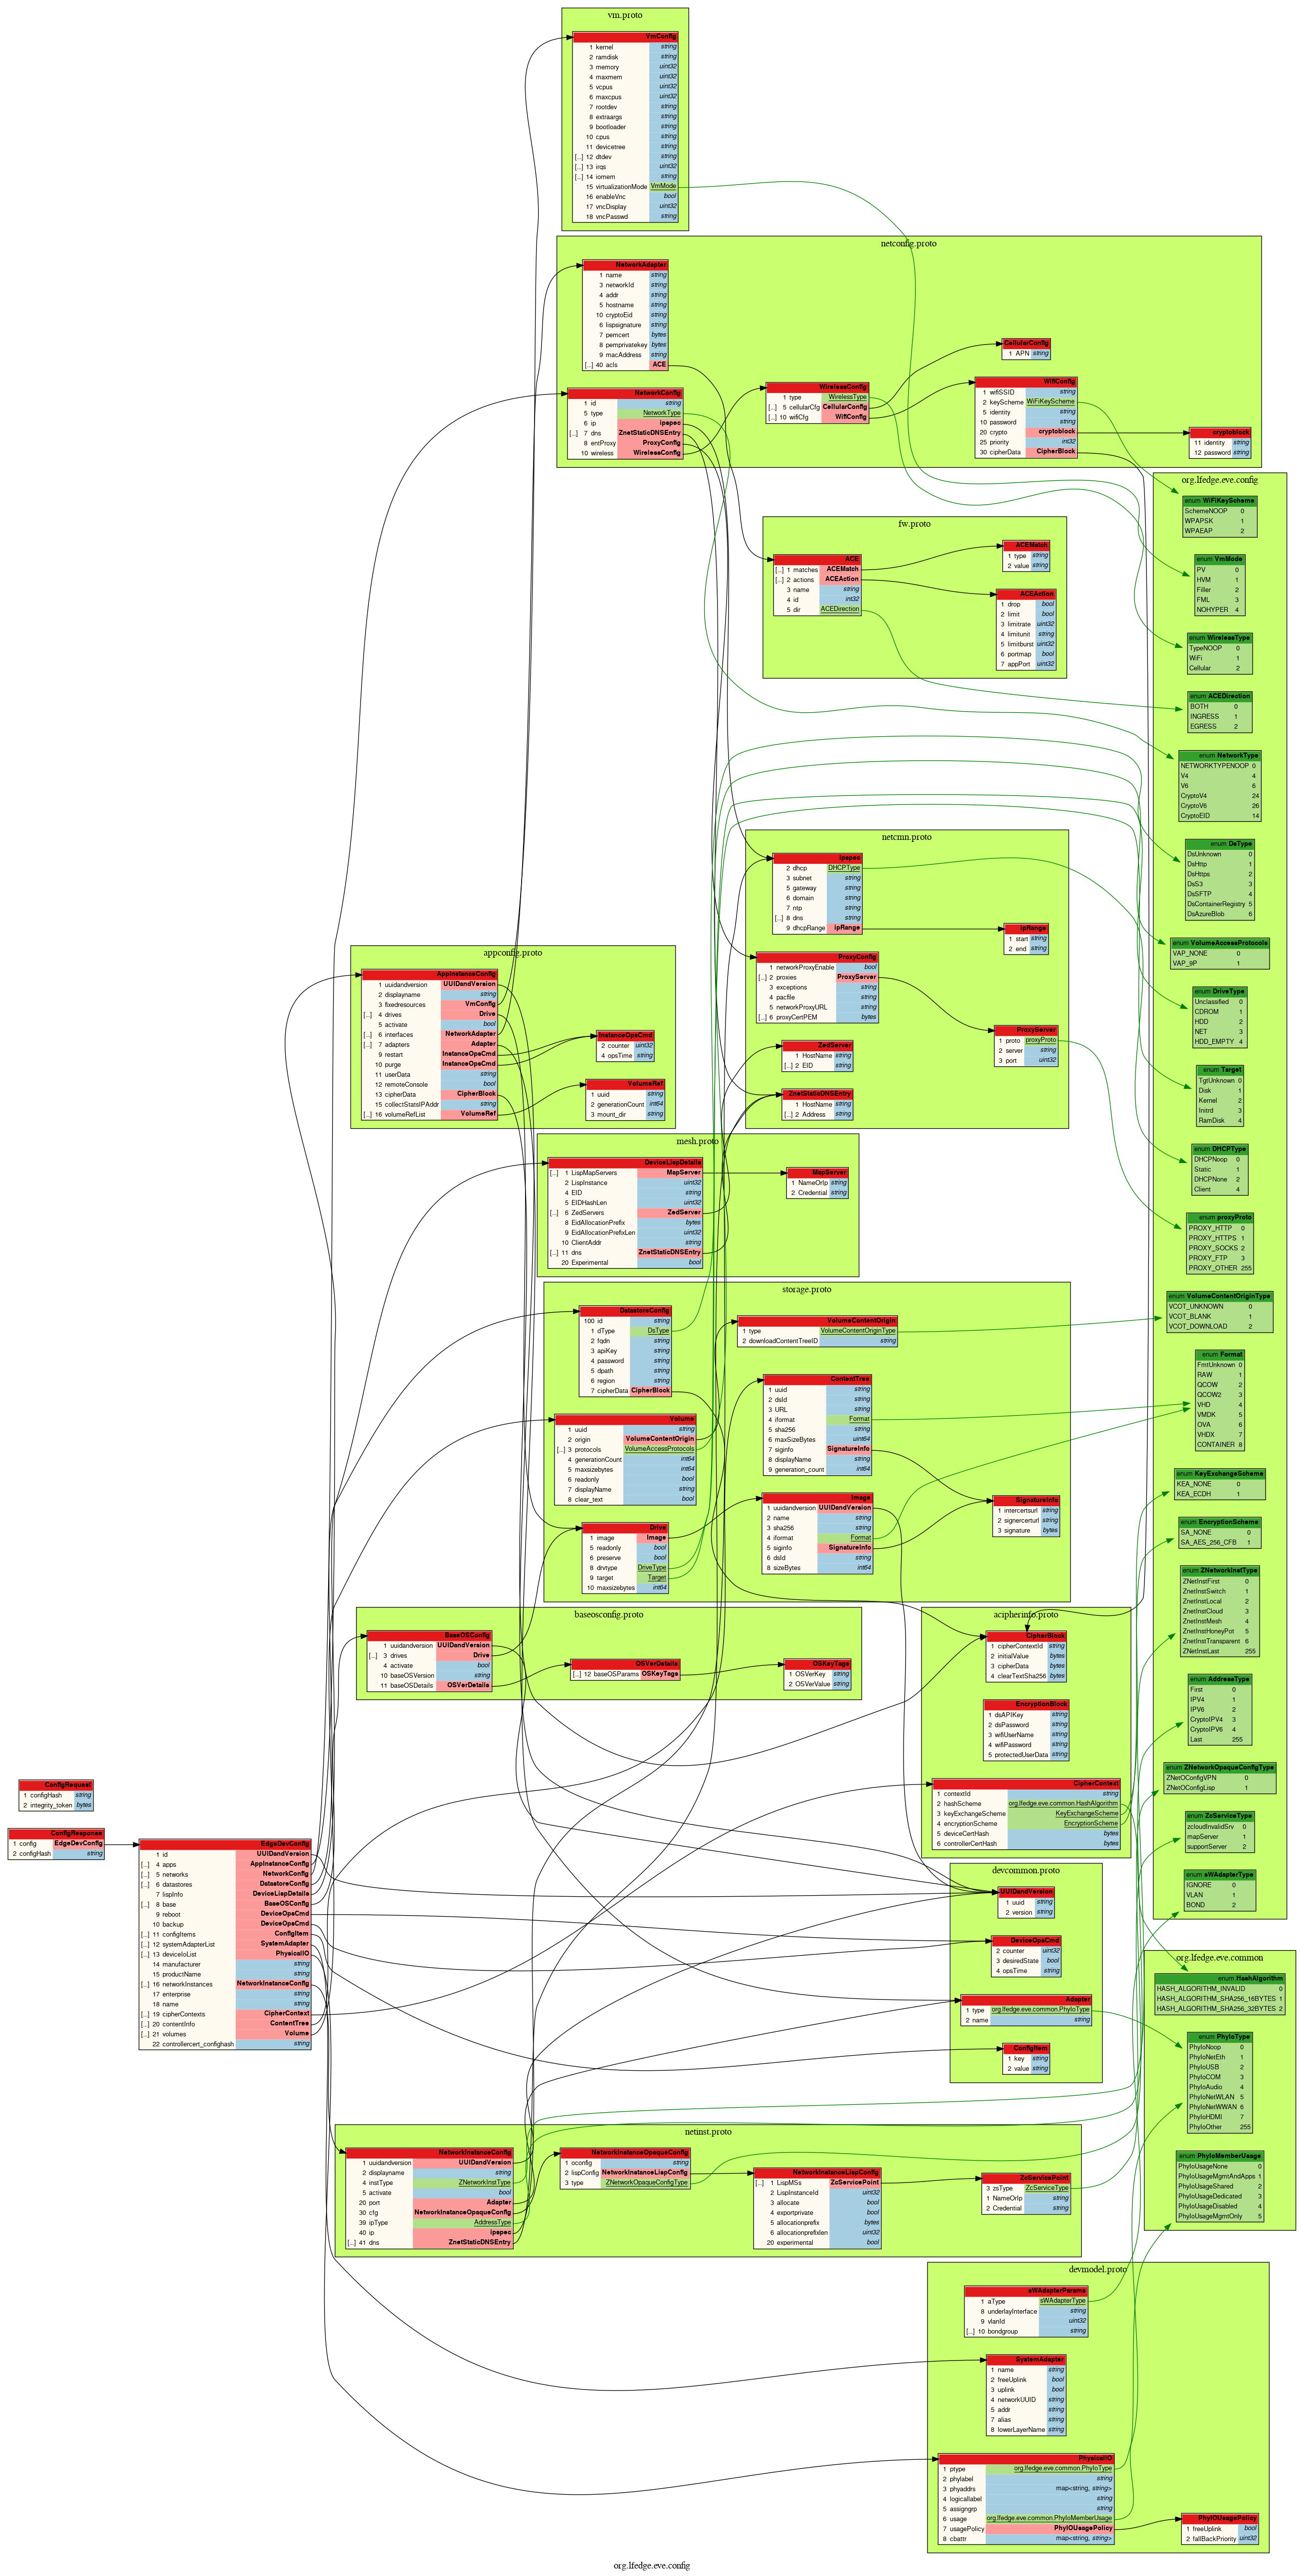 vm.proto
VmConfig
1 kernel string
2 ramdisk string
3 memory uint32
4 maxmem uint32
5 vcpus uint32
6 maxcpus uint32
7 rootdev string
8 extraargs string
9 bootloader string
10 cpus string
11 devicetree string
[...] 12 dtdev string
[...] 13 irqs uint32
[...] 14 iomem string
15 virtualizationMode VmMode
16 enableVnc bool
17 vncDisplay uint32
18 vncPasswd string
netconfig.proto
NetworkAdapter
1 name string
3 networkId string
4 addr string
5 hostname string
10 cryptoEid string
6 lispsignature string
7 pemcert bytes
8 pemprivatekey bytes
9 macAddress string
[...] 40 acls ACE
NetworkConfig
1 id string
5 type NetworkType
6 ip ipspec
[...] 7 dns ZnetStaticDNSEntry
8 entProxy ProxyConfig
10 wireless WirelessConfig
WirelessConfig
1 type WirelessType
[...] 5 cellularCfg CellularConfig
[...] 10 wifiCfg WifiConfig
CellularConfig
1 APN string
WifiConfig
1 wifiSSID string
2 keyScheme WiFiKeyScheme
5 identity string
10 password string
20 crypto cryptoblock
25 priority int32
30 cipherData CipherBlock
cryptoblock
11 identity string
12 password string
fw.proto
ACE
[...] 1 matches ACEMatch
[...] 2 actions ACEAction
3 name string
4 id int32
5 dir ACEDirection
ACEMatch
1 type string
2 value string
ACEAction
1 drop bool
2 limit bool
3 limitrate uint32
4 limitunit string
5 limitburst uint32
6 portmap bool
7 appPort uint32
org.lfedge.eve.config
enum WiFiKeyScheme
SchemeNOOP 0
WPAPSK 1
WPAEAP 2
enum VmMode
PV 0
HVM 1
Filler 2
FML 3
NOHYPER 4
enum WirelessType
TypeNOOP 0
WiFi 1
Cellular 2
enum ACEDirection
BOTH 0
INGRESS 1
EGRESS 2
enum NetworkType
NETWORKTYPENOOP 0
V4 4
V6 6
CryptoV4 24
CryptoV6 26
CryptoEID 14
enum DsType
DsUnknown 0
DsHttp 1
DsHttps 2
DsS3 3
DsSFTP 4
DsContainerRegistry 5
DsAzureBlob 6
enum VolumeAccessProtocols
VAP_NONE 0
VAP_9P 1
enum DriveType
Unclassified 0
CDROM 1
HDD 2
NET 3
HDD_EMPTY 4
enum Target
TgtUnknown 0
Disk 1
Kernel 2
Initrd 3
RamDisk 4
enum DHCPType
DHCPNoop 0
Static 1
DHCPNone 2
Client 4
enum proxyProto
PROXY_HTTP 0
PROXY_HTTPS 1
PROXY_SOCKS 2
PROXY_FTP 3
PROXY_OTHER 255
enum VolumeContentOriginType
VCOT_UNKNOWN 0
VCOT_BLANK 1
VCOT_DOWNLOAD 2
enum Format
FmtUnknown 0
RAW 1
QCOW 2
QCOW2 3
VHD 4
VMDK 5
OVA 6
VHDX 7
CONTAINER 8
enum KeyExchangeScheme
KEA_NONE 0
KEA_ECDH 1
enum EncryptionScheme
SA_NONE 0
SA_AES_256_CFB 1
enum ZNetworkInstType
ZNetInstFirst 0
ZnetInstSwitch 1
ZnetInstLocal 2
ZnetInstCloud 3
ZnetInstMesh 4
ZnetInstHoneyPot 5
ZnetInstTransparent 6
ZNetInstLast 255
enum AddressType
First 0
IPV4 1
IPV6 2
CryptoIPV4 3
CryptoIPV6 4
Last 255
enum ZNetworkOpaqueConfigType
ZNetOConfigVPN 0
ZNetOConfigLisp 1
enum ZcServiceType
zcloudInvalidSrv 0
mapServer 1
supportServer 2
enum sWAdapterType
IGNORE 0
VLAN 1
BOND 2
netcmn.proto
ipspec
2 dhcp DHCPType
3 subnet string
5 gateway string
6 domain string
7 ntp string
[...] 8 dns string
9 dhcpRange ipRange
ipRange
1 start string
2 end string
ProxyConfig
1 networkProxyEnable bool
[...] 2 proxies ProxyServer
3 exceptions string
4 pacfile string
5 networkProxyURL string
[...] 6 proxyCertPEM bytes
ProxyServer
1 proto proxyProto
2 server string
3 port uint32
ZedServer
1 HostName string
[...] 2 EID string
ZnetStaticDNSEntry
1 HostName string
[...] 2 Address string
appconfig.proto
AppInstanceConfig
1 uuidandversion UUIDandVersion
2 displayname string
3 fixedresources VmConfig
[...] 4 drives Drive
5 activate bool
[...] 6 interfaces NetworkAdapter
[...] 7 adapters Adapter
9 restart InstanceOpsCmd
10 purge InstanceOpsCmd
11 userData string
12 remoteConsole bool
13 cipherData CipherBlock
15 collectStatsIPAddr string
[...] 16 volumeRefList VolumeRef
InstanceOpsCmd
2 counter uint32
4 opsTime string
VolumeRef
1 uuid string
2 generationCount int64
3 mount_dir string
mesh.proto
DeviceLispDetails
[...] 1 LispMapServers MapServer
2 LispInstance uint32
4 EID string
5 EIDHashLen uint32
[...] 6 ZedServers ZedServer
8 EidAllocationPrefix bytes
9 EidAllocationPrefixLen uint32
10 ClientAddr string
[...] 11 dns ZnetStaticDNSEntry
20 Experimental bool
MapServer
1 NameOrIp string
2 Credential string
storage.proto
DatastoreConfig
100 id string
1 dType DsType
2 fqdn string
3 apiKey string
4 password string
5 dpath string
6 region string
7 cipherData CipherBlock
VolumeContentOrigin
1 type VolumeContentOriginType
2 downloadContentTreeID string
ContentTree
1 uuid string
2 dsId string
3 URL string
4 iformat Format
5 sha256 string
6 maxSizeBytes uint64
7 siginfo SignatureInfo
8 displayName string
9 generation_count int64
Volume
1 uuid string
2 origin VolumeContentOrigin
[...] 3 protocols VolumeAccessProtocols
4 generationCount int64
5 maxsizebytes int64
6 readonly bool
7 displayName string
8 clear_text bool
Image
1 uuidandversion UUIDandVersion
2 name string
3 sha256 string
4 iformat Format
5 siginfo SignatureInfo
6 dsId string
8 sizeBytes int64
SignatureInfo
1 intercertsurl string
2 signercerturl string
3 signature bytes
Drive
1 image Image
5 readonly bool
6 preserve bool
8 drvtype DriveType
9 target Target
10 maxsizebytes int64
baseosconfig.proto
BaseOSConfig
1 uuidandversion UUIDandVersion
[...] 3 drives Drive
4 activate bool
10 baseOSVersion string
11 baseOSDetails OSVerDetails
OSVerDetails
[...] 12 baseOSParams OSKeyTags
OSKeyTags
1 OSVerKey string
2 OSVerValue string
acipherinfo.proto
CipherBlock
1 cipherContextId string
2 initialValue bytes
3 cipherData bytes
4 clearTextSha256 bytes
EncryptionBlock
1 dsAPIKey string
2 dsPassword string
3 wifiUserName string
4 wifiPassword string
5 protectedUserData string
CipherContext
1 contextId string
2 hashScheme org.lfedge.eve.common.HashAlgorithm
3 keyExchangeScheme KeyExchangeScheme
4 encryptionScheme EncryptionScheme
5 deviceCertHash bytes
6 controllerCertHash bytes
ConfigRequest
1 configHash string
2 integrity_token bytes
ConfigResponse
1 config EdgeDevConfig
2 configHash string
EdgeDevConfig
1 id UUIDandVersion
[...] 4 apps AppInstanceConfig
[...] 5 networks NetworkConfig
[...] 6 datastores DatastoreConfig
7 lispInfo DeviceLispDetails
[...] 8 base BaseOSConfig
9 reboot DeviceOpsCmd
10 backup DeviceOpsCmd
[...] 11 configItems ConfigItem
[...] 12 systemAdapterList SystemAdapter
[...] 13 deviceIoList PhysicalIO
14 manufacturer string
15 productName string
[...] 16 networkInstances NetworkInstanceConfig
17 enterprise string
18 name string
[...] 19 cipherContexts CipherContext
[...] 20 contentInfo ContentTree
[...] 21 volumes Volume
22 controllercert_confighash string
devcommon.proto
UUIDandVersion
1 uuid string
2 version string
DeviceOpsCmd
2 counter uint32
3 desiredState bool
4 opsTime string
Adapter
1 type org.lfedge.eve.common.PhyIoType
2 name string
ConfigItem
1 key string
2 value string
org.lfedge.eve.common
enum HashAlgorithm
HASH_ALGORITHM_INVALID 0
HASH_ALGORITHM_SHA256_16BYTES 1
HASH_ALGORITHM_SHA256_32BYTES 2
enum PhyIoType
PhyIoNoop 0
PhyIoNetEth 1
PhyIoUSB 2
PhyIoCOM 3
PhyIoAudio 4
PhyIoNetWLAN 5
PhyIoNetWWAN 6
PhyIoHDMI 7
PhyIoOther 255
enum PhyIoMemberUsage
PhyIoUsageNone 0
PhyIoUsageMgmtAndApps 1
PhyIoUsageShared 2
PhyIoUsageDedicated 3
PhyIoUsageDisabled 4
PhyIoUsageMgmtOnly 5
netinst.proto
NetworkInstanceConfig
1 uuidandversion UUIDandVersion
2 displayname string
4 instType ZNetworkInstType
5 activate bool
20 port Adapter
30 cfg NetworkInstanceOpaqueConfig
39 ipType AddressType
40 ip ipspec
[...] 41 dns ZnetStaticDNSEntry
NetworkInstanceOpaqueConfig
1 oconfig string
2 lispConfig NetworkInstanceLispConfig
3 type ZNetworkOpaqueConfigType
NetworkInstanceLispConfig
[...] 1 LispMSs ZcServicePoint
2 LispInstanceId uint32
3 allocate bool
4 exportprivate bool
5 allocationprefix bytes
6 allocationprefixlen uint32
20 experimental bool
ZcServicePoint
3 zsType ZcServiceType
1 NameOrIp string
2 Credential string
devmodel.proto
sWAdapterParams
1 aType sWAdapterType
8 underlayInterface string
9 vlanId uint32
[...] 10 bondgroup string
SystemAdapter
1 name string
2 freeUplink bool
3 uplink bool
4 networkUUID string
5 addr string
7 alias string
8 lowerLayerName string
PhysicalIO
1 ptype org.lfedge.eve.common.PhyIoType
2 phylabel string
3 phyaddrs map<string, string>
4 logicallabel string
5 assigngrp string
6 usage org.lfedge.eve.common.PhyIoMemberUsage
7 usagePolicy PhyIOUsagePolicy
8 cbattr map<string, string>
PhyIOUsagePolicy
1 freeUplink bool
2 fallBackPriority uint32
org.lfedge.eve.config